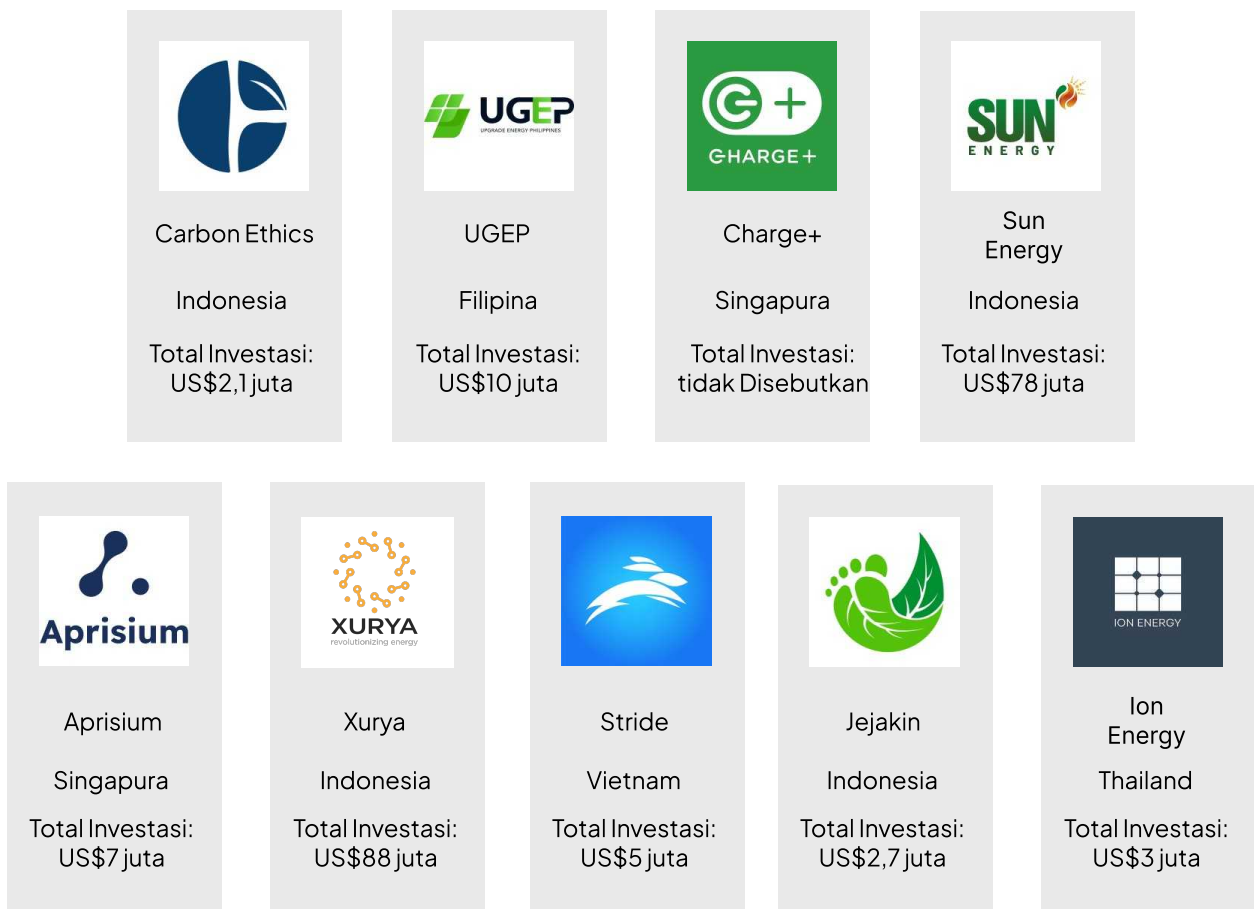 UGEP
UPGRADE ENERGY PHILIPPINES
CHARGE+
SUN
ENERGY
Carbon Ethics
Indonesia
Total Investasi:
US$2,1 juta
UGEP
Filipina
Total Investasi:
US$10 juta
Charge+
Singapura
Total Investasi:
tidak Disebutkan
Sun
Energy
Indonesia
Total Investasi:
US$78 juta
Aprisium
Aprisium
Singapura
Total Investasi:
US$7 juta
XURYA
revolutionizing energy
Xurya
Indonesia
Total Investasi:
US$88 juta
Stride
Vietnam
Total Investasi:
US$5 juta
Jejakin
Indonesia
Total Investasi:
US$2,7 juta
ION ENERGY
Ion
Energy
Thailand
Total Investasi:
US$3 juta